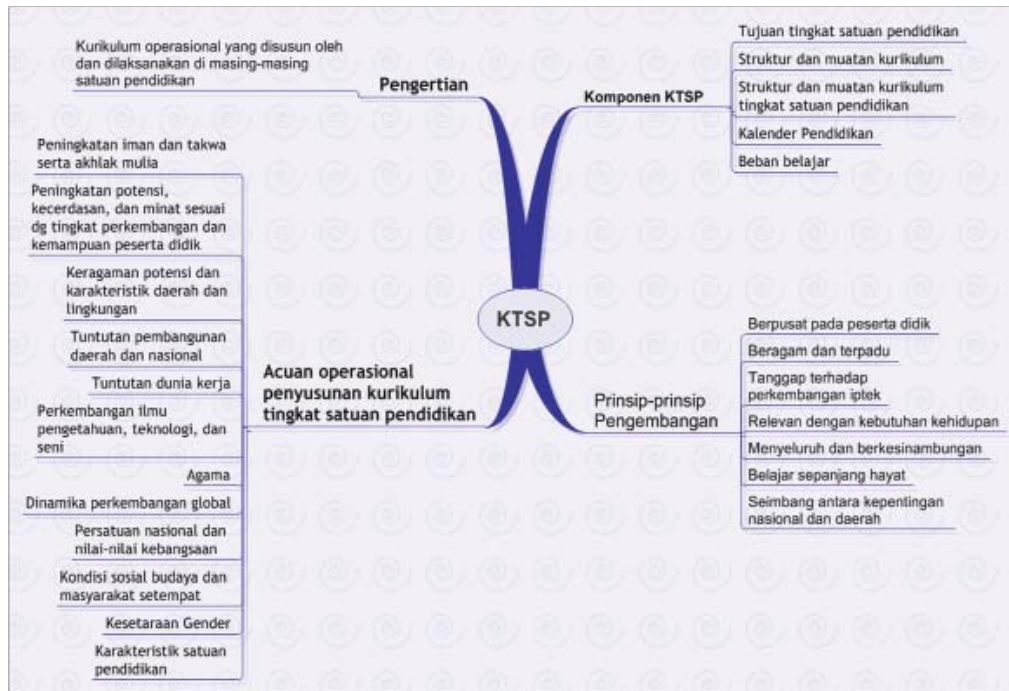 KTSP
Pengertian
Kurikulum operasional yang disusun oleh
dan dilaksanakan di masing-masing
satuan pendidikan
Komponen KTSP
Tujuan tingkat satuan pendidikan
Struktur dan muatan kurikulum
Struktur dan muatan kurikulum
tingkat satuan pendidikan
Kalender Pendidikan
Beban belajar
Prinsip-prinsip
Pengembangan
Berpusat pada peserta didik
Beragam dan terpadu
Tanggap terhadap
perkembangan iptek
Relevan dengan kebutuhan kehidupan
Menyeluruh dan berkesinambungan
Belajar sepanjang hayat
Seimbang antara kepentingan
nasional dan daerah
Acuan operasional
penyusunan kurikulum
tingkat satuan pendidikan
Peningkatan iman dan takwa
serta akhlak mulia
Peningkatan potensi,
kecerdasan, dan minat sesuai
dg tingkat perkembangan dan
kemampuan peserta didik
Keragaman potensi dan
karakteristik daerah dan
lingkungan
Tuntutan pembangunan
daerah dan nasional
Tuntutan dunia kerja
Perkembangan ilmu
pengetahuan, teknologi, dan
seni
Agama
Dinamika perkembangan global
Persatuan nasional dan
nilai-nilai kebangsaan
Kondisi sosial budaya dan
masyarakat setempat
Kesetaraan Gender
Karakteristik satuan
pendidikan